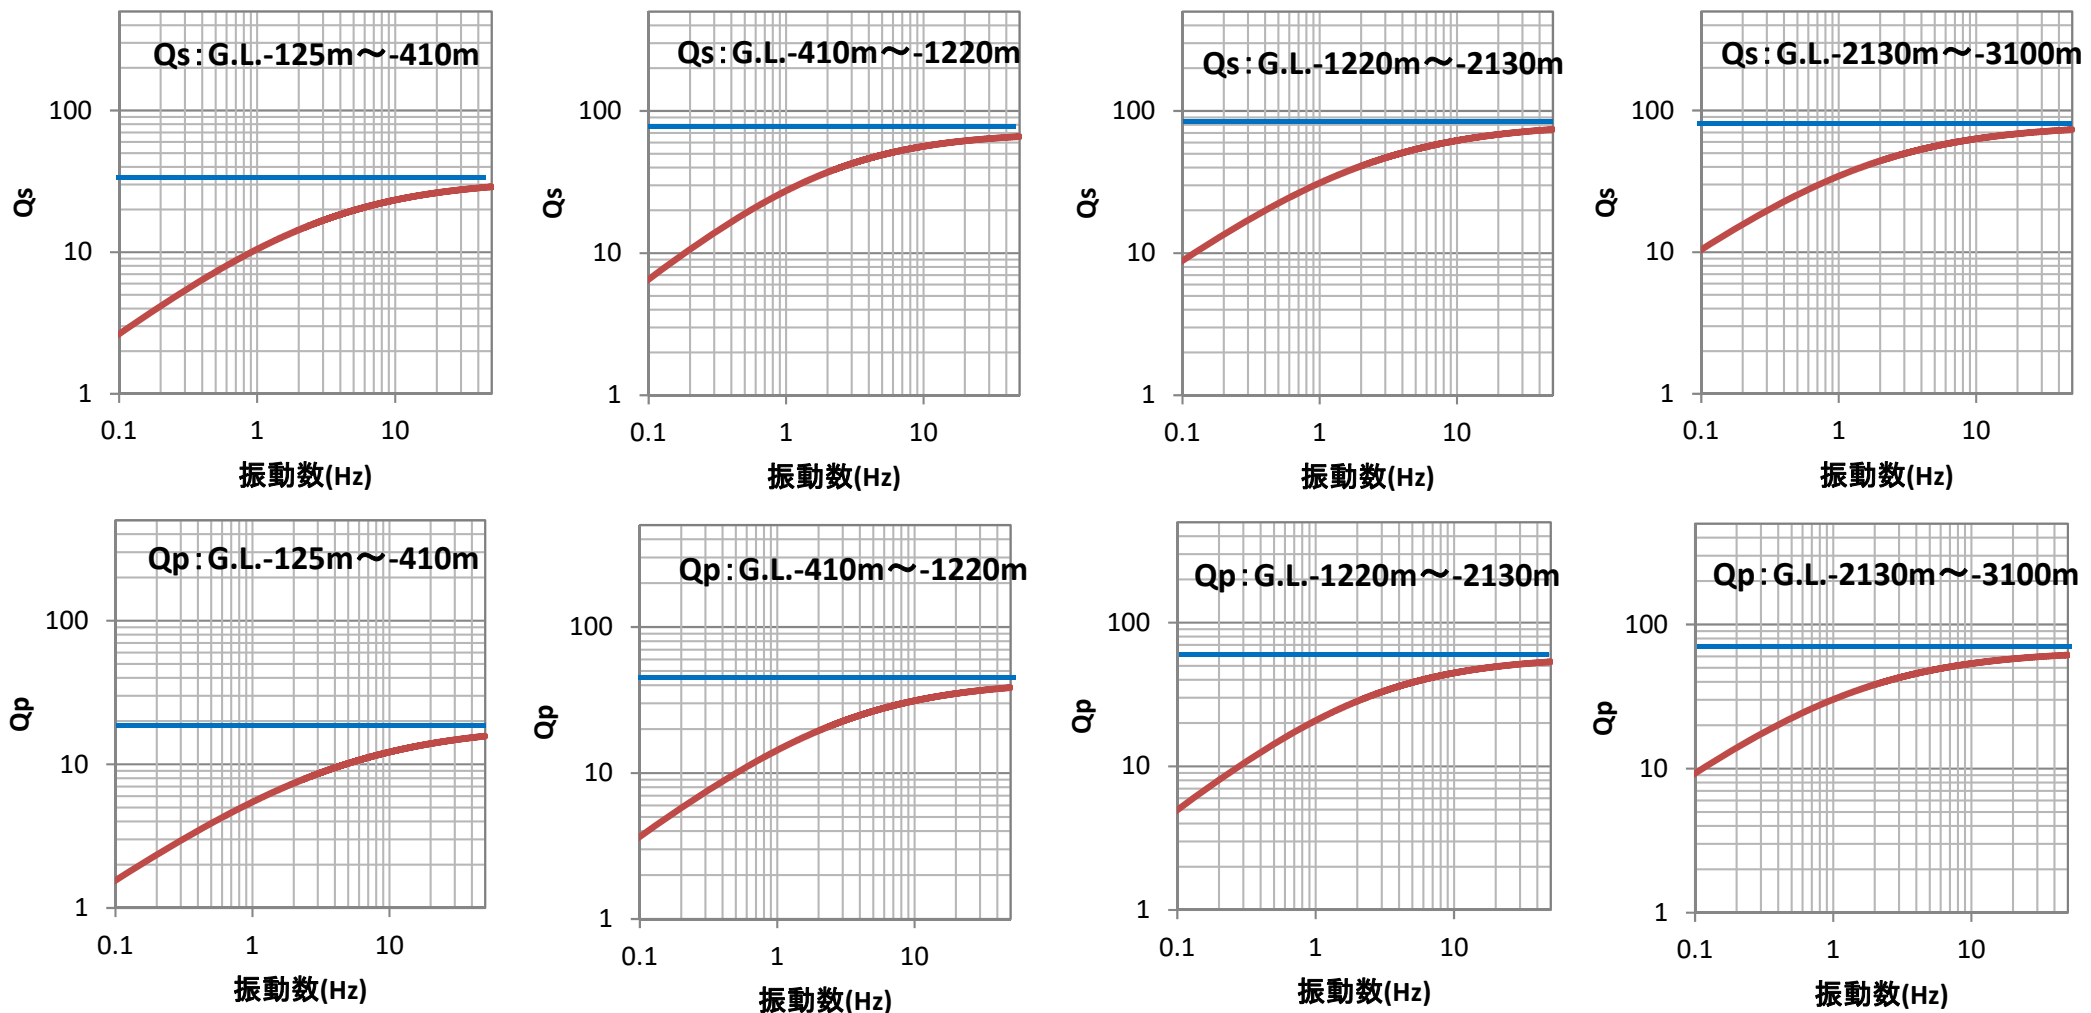 Qs：G.L.-125m～-410m
100
10
1
Qs
0.1 1 10
振動数(Hz)
Qs：G.L.-410m～-1220m
100
10
1
Qs
0.1 1 10
振動数(Hz)
Qs：G.L.-1220m～-2130m
100
10
1
Qs
0.1 1 10
振動数(Hz)
Qs：G.L.-2130m～-3100m
100
10
1
Qs
0.1 1 10
振動数(Hz)
Qp：G.L.-125m～-410m
100
10
1
Qp
0.1 1 10
振動数(Hz)
Qp：G.L.-410m～-1220m
100
10
1
Qp
0.1 1 10
振動数(Hz)
Qp：G.L.-1220m～-2130m
100
10
1
Qp
0.1 1 10
振動数(Hz)
Qp：G.L.-2130m～-3100m
100
10
1
Qp
0.1 1 10
振動数(Hz)